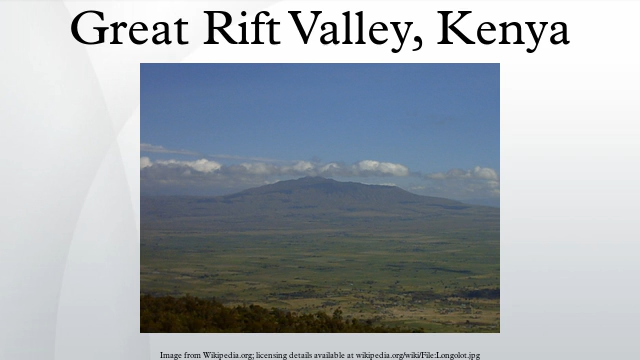 Great Rift Valley, Kenya
Image from Wikipedia.org; licensing details available at wikipedia.org/wiki/File:Longolot.jpg